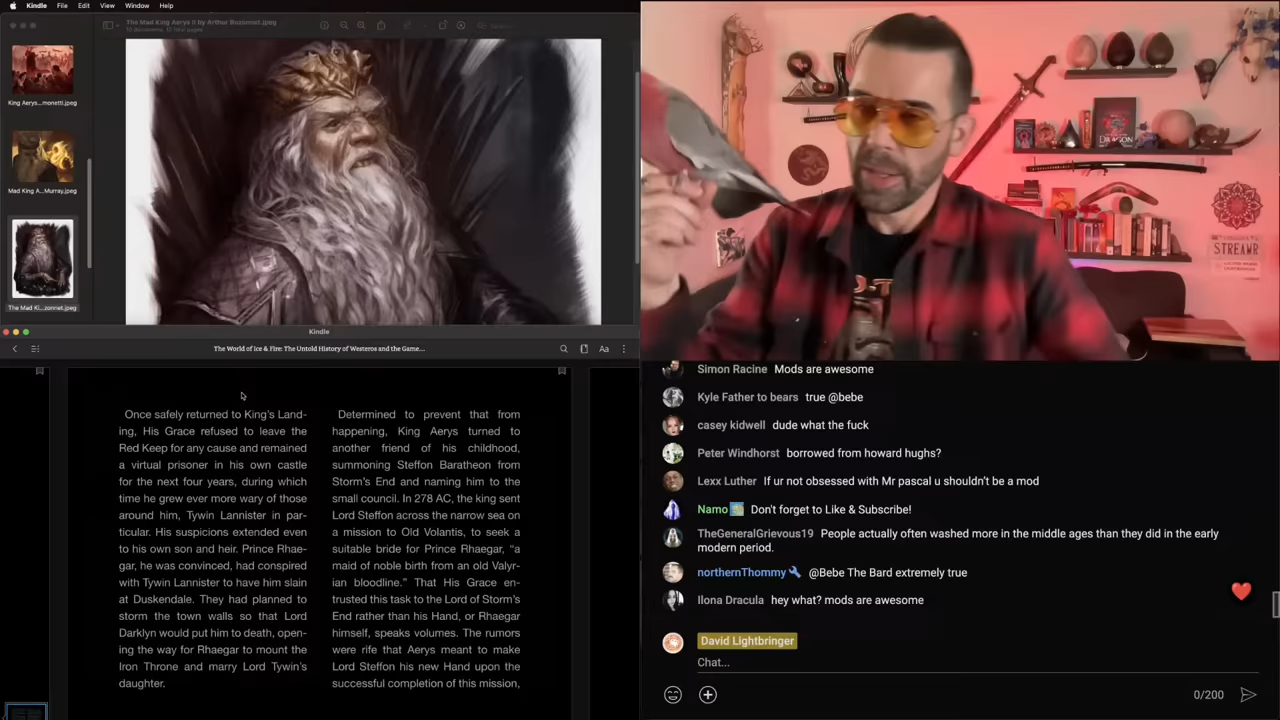 Kindle File Edit View Window Help
The Mad King Aerys II by Arthur Bozonnet.jpeg
King Aerys...monetti.jpeg
Mad King A...Murray.jpeg
The Mad Ki...zonnet.jpeg
Kindle
The World of Ice & Fire: The Untold History of Westeros and the Game...
Aa
Once safely returned to King's Land-
ing, His Grace refused to leave the
Red Keep for any cause and remained
a virtual prisoner in his own castle
for the next four years, during which
time he grew ever more wary of those
around him, Tywin Lannister in par-
ticular. His suspicions extended even
to his own son and heir. Prince Rhae-
gar, he was convinced, had conspired
with Tywin Lannister to have him slain
at Duskendale. They had planned to
storm the town walls so that Lord
Darklyn would put him to death, open-
ing the way for Rhaegar to mount the
Iron Throne and marry Lord Tywin's
daughter.
Determined to prevent that from
happening, King Aerys turned to
another friend of his childhood,
summoning Steffon Baratheon from
Storm's End and naming him to the
small council. In 278 AC, the king sent
Lord Steffon across the narrow sea on
a mission to Old Volantis, to seek a
suitable bride for Prince Rhaegar, "a
maid of noble birth from an old Valyr-
ian bloodline." That His Grace en-
trusted this task to the Lord of Storm's
End rather than his Hand, or Rhaegar
himself, speaks volumes. The rumors
were rife that Aerys meant to make
Lord Steffon his new Hand upon the
successful completion of this mission,
DRAGON
STREAWR
Simon Racine Mods are awesome
Kyle Father to bears true @bebe
casey kidwell dude what the fuck
Peter Windhorst borrowed from howard hughs?
Lexx Luther If ur not obsessed with Mr pascal u shouldn't be a mod
Namo Don't forget to Like & Subscribe!
TheGeneralGrievous19 People actually often washed more in the middle ages than they did in the early
modern period.
northernThommy @Bebe The Bard extremely true
Ilona Dracula hey what? mods are awesome
David Lightbringer
Chat...
0/200